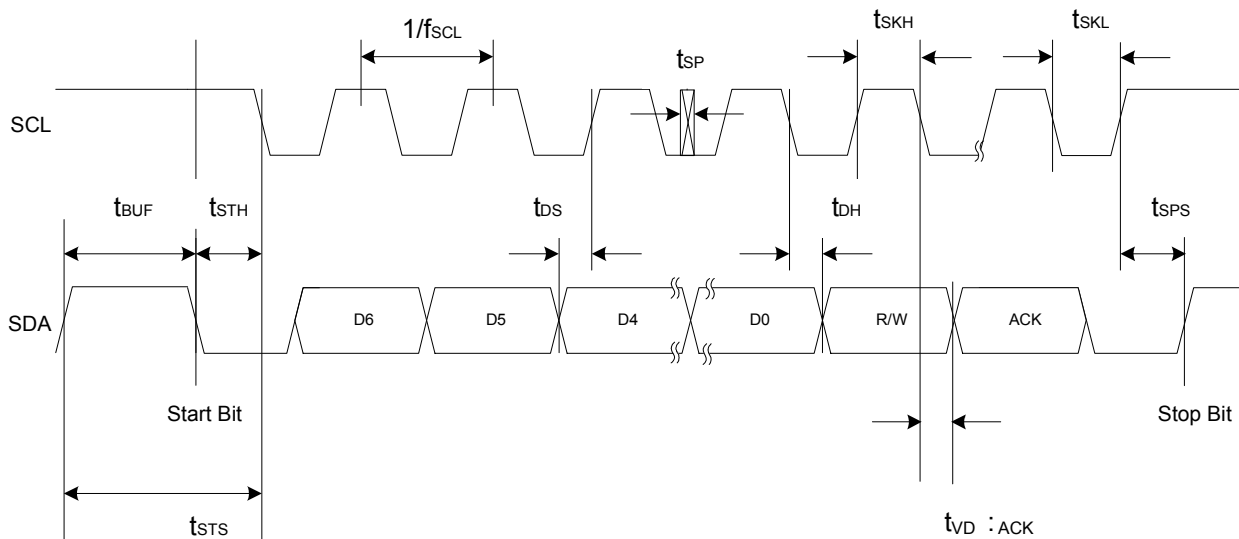 1/fSCL
tSKH
tSKL
tSP
SCL
tBUF
tSTH
tDS
tDH
tSPS
SDA
D6
D5
D4
D0
R/W
ACK
Start Bit
Stop Bit
tSTS
tVD : ACK